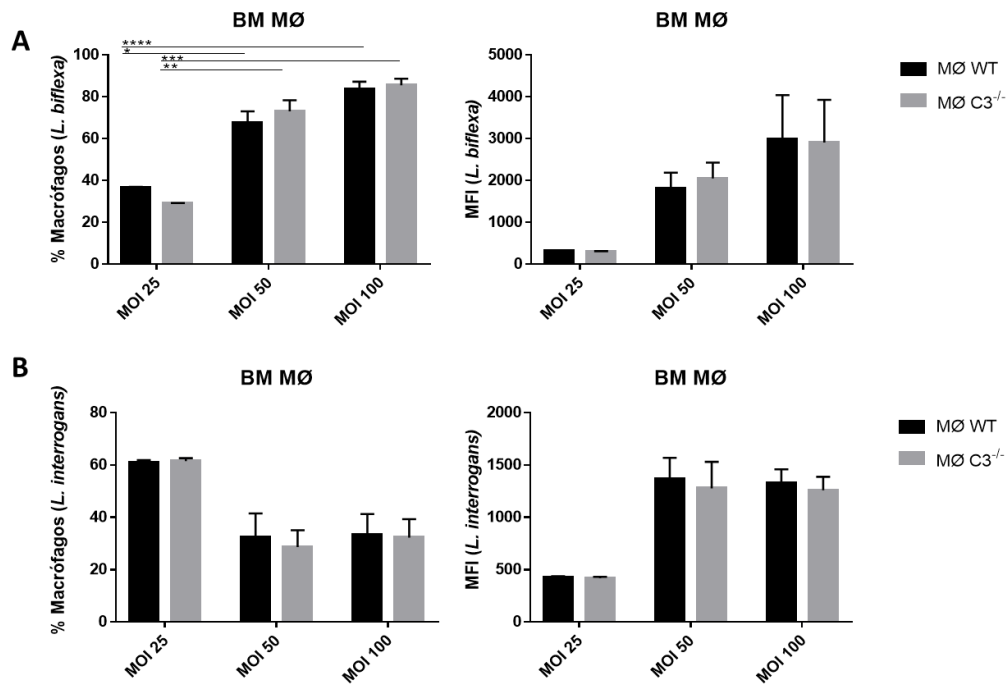 A
BM MØ
****
*
***
**
% Macrófagos (L. biflexa)
100
80
60
40
20
0
MOI 25
MOI 50
MOI 100
BM MØ
MFI (L. biflexa)
5000
4000
3000
2000
1000
0
MOI 25
MOI 50
MOI 100
MØ WT
MØ C3-/-
B
BM MØ
% Macrófagos (L. interrogans)
80
60
40
20
0
MOI 25
MOI 50
MOI 100
BM MØ
MFI (L. interrogans)
2000
1500
1000
500
0
MOI 25
MOI 50
MOI 100
MØ WT
MØ C3-/-